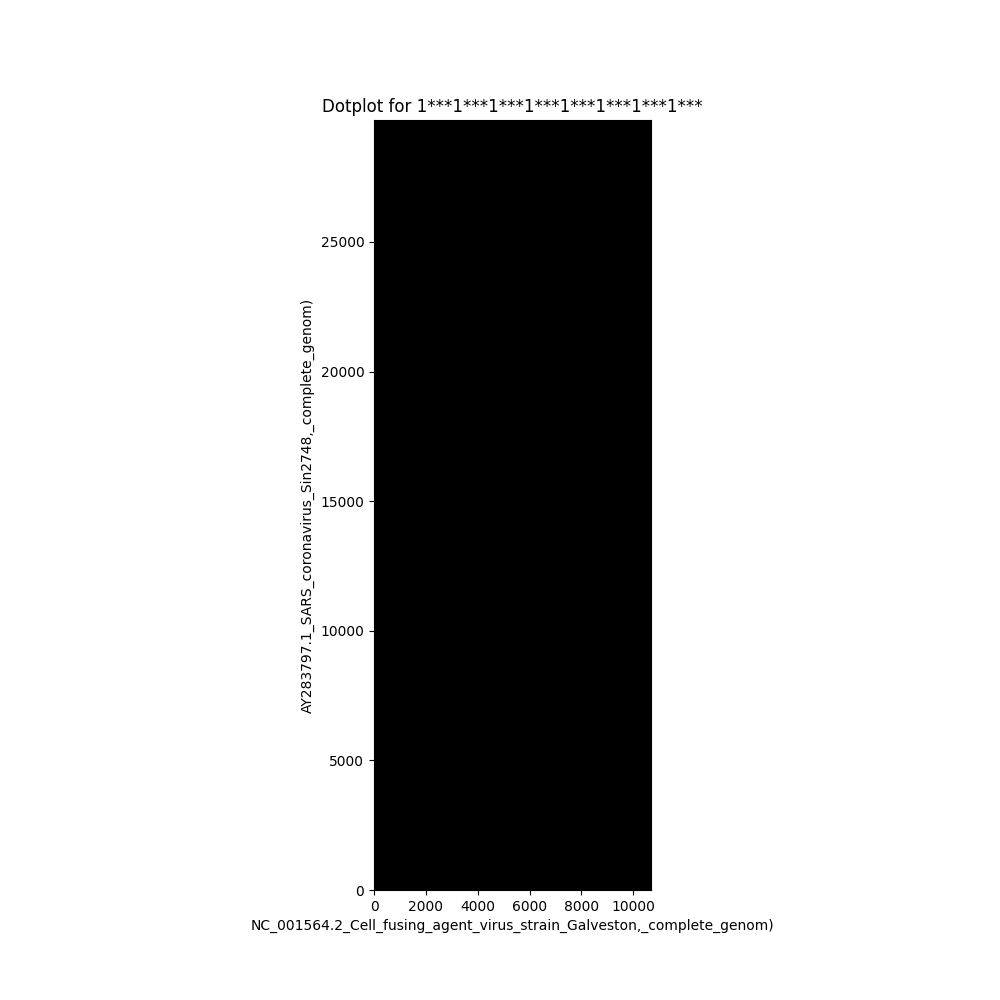 Dotplot for 1***1***1***1***1***1***1***1***
25000
20000
15000
10000
5000
0
AY283797.1_SARS_coronavirus_Sin2748,_complete_genom)
0 2000 4000 6000 8000 10000
NC_001564.2_Cell_fusing_agent_virus_strain_Galveston,_complete_genom)